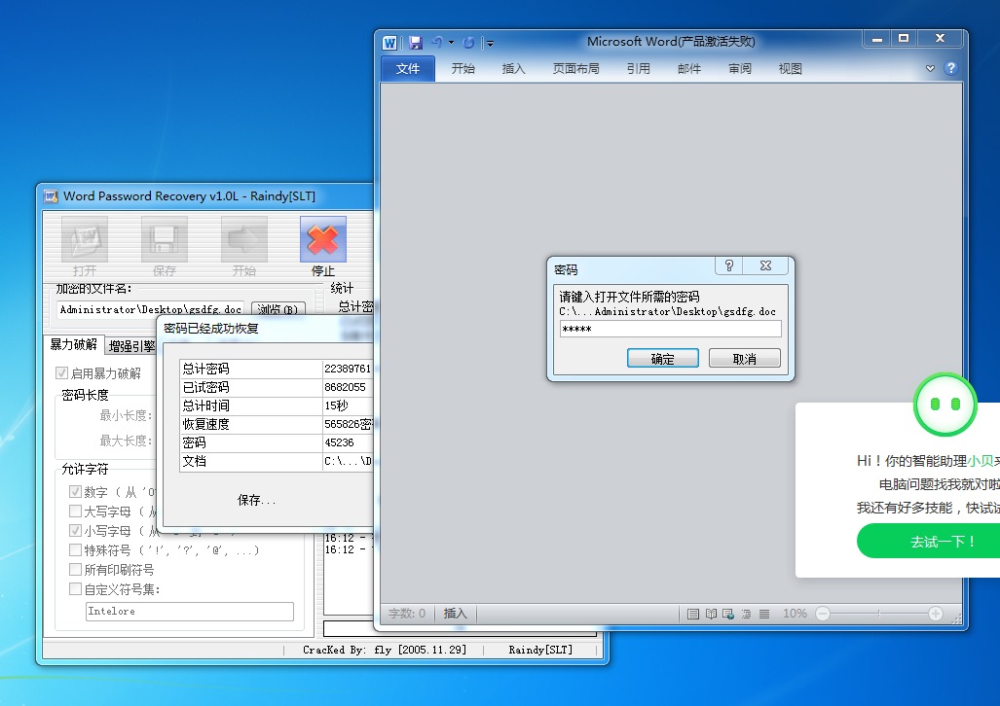 Microsoft Word(产品激活失败)
文件 开始 插入 页面布局 引用 邮件 审阅 视图
Word Password Recovery v1.0L - Raindy[SLT]
打开 保存 开始 停止
加密的文件名:
统计
Administrator\Desktop\gsdfg.doc 浏览(B)
总计密
密码已经成功恢复
暴力破解 增强引擎
启用暴力破解
密码长度
最小长度:
最大长度:
允许字符
数字 ( 从 '0'
大写字母 ( 从
小写字母 ( 从
特殊符号 ('!', '?', '@', ...)
所有印刷符号
自定义符号集:
Intelore
总计密码 22389761
已试密码 8682055
总计时间 15秒
恢复速度 565826密
密码 45236
文档 C:\...\D
保存...
16:12 -
16:12 -
CracKed By: fly [2005.11.29] Raindy[SLT]
密码
请键入打开文件所需的密码
C:\...Administrator\Desktop\gsdfg.doc
*****
确定 取消
Hi！你的智能助理小贝来
电脑问题找我就对啦
我还有好多技能，快试试
去试一下！
字数: 0 插入 10%